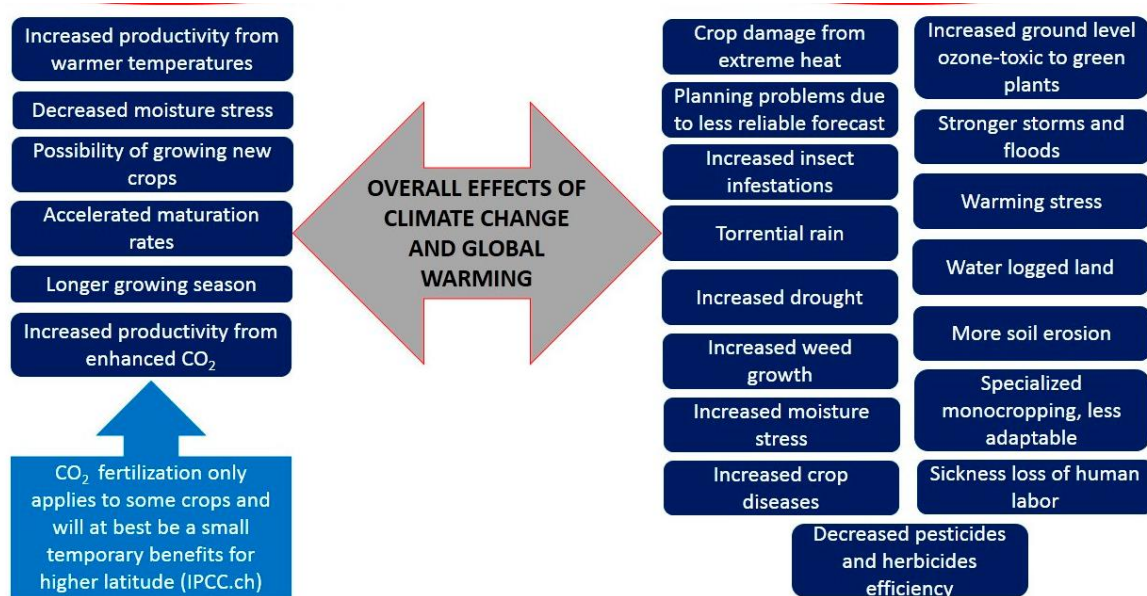 Increased productivity from
warmer temperatures
Decreased moisture stress
Possibility of growing new
crops
Accelerated maturation
rates
Longer growing season
Increased productivity from
enhanced CO₂
CO₂ fertilization only
applies to some crops and
will at best be a small
temporary benefits for
higher latitude (IPCC.ch)
OVERALL EFFECTS OF
CLIMATE CHANGE
AND GLOBAL
WARMING
Crop damage from
extreme heat
Planning problems due
to less reliable forecast
Increased insect
infestations
Torrential rain
Increased drought
Increased weed
growth
Increased moisture
stress
Increased crop
diseases
Increased ground level
ozone-toxic to green
plants
Stronger storms and
floods
Warming stress
Water logged land
More soil erosion
Specialized
monocropping, less
adaptable
Sickness loss of human
labor
Decreased pesticides
and herbicides
efficiency